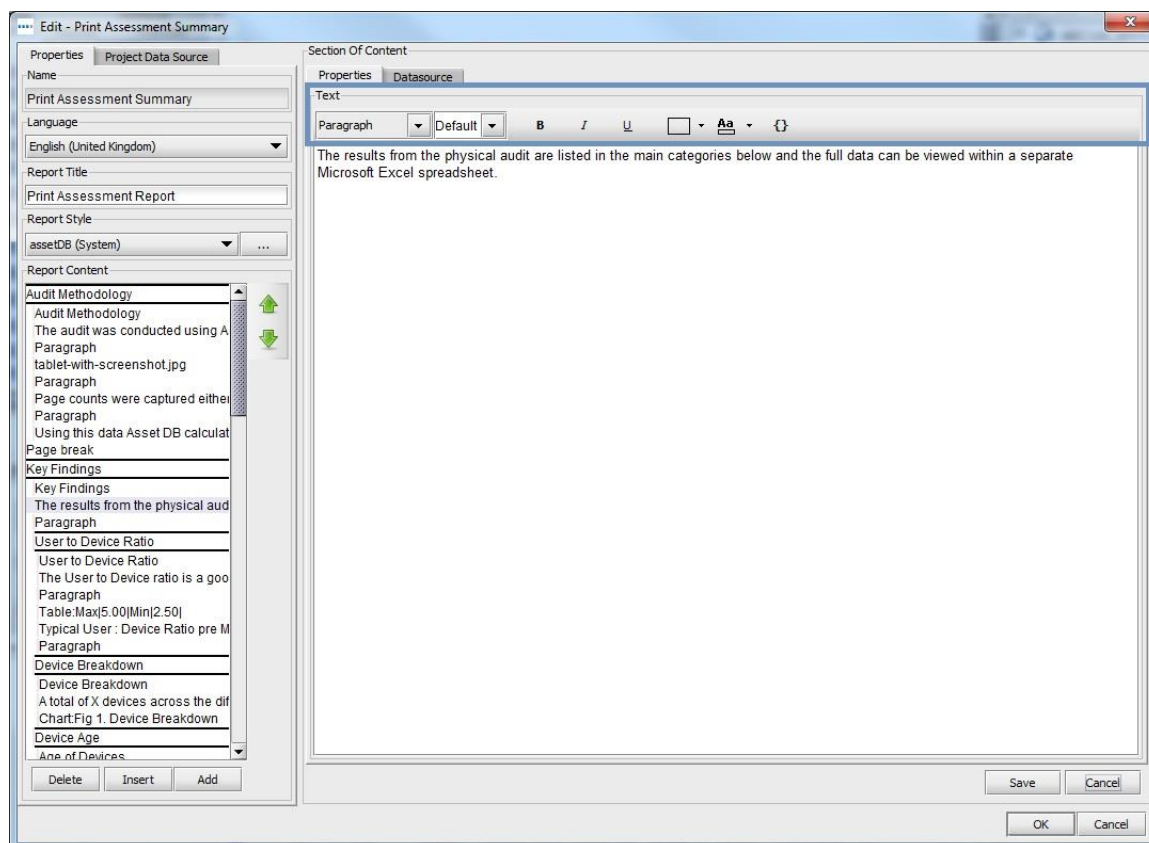 Edit - Print Assessment Summary
X
Properties
Project Data Source
Name
Print Assessment Summary
Language
English (United Kingdom)
Report Title
Print Assessment Report
Report Style
assetDB (System)
...
Report Content
Audit Methodology
Audit Methodology
The audit was conducted using A
Paragraph
tablet-with-screenshot.jpg
Paragraph
Page counts were captured either
Paragraph
Using this data Asset DB calculat
Page break
Key Findings
Key Findings
The results from the physical aud
Paragraph
User to Device Ratio
User to Device Ratio
The User to Device ratio is a goo
Paragraph
Table:Max|5.00|Min|2.50|
Typical User : Device Ratio pre M
Paragraph
Device Breakdown
Device Breakdown
A total of X devices across the dif
Chart:Fig 1. Device Breakdown
Device Age
Age of Devices
Delete Insert Add
Section Of Content
Properties
Datasource
Text
Paragraph Default B I U Aa {}
The results from the physical audit are listed in the main categories below and the full data can be viewed within a separate
Microsoft Excel spreadsheet.
Save Cancel
OK Cancel